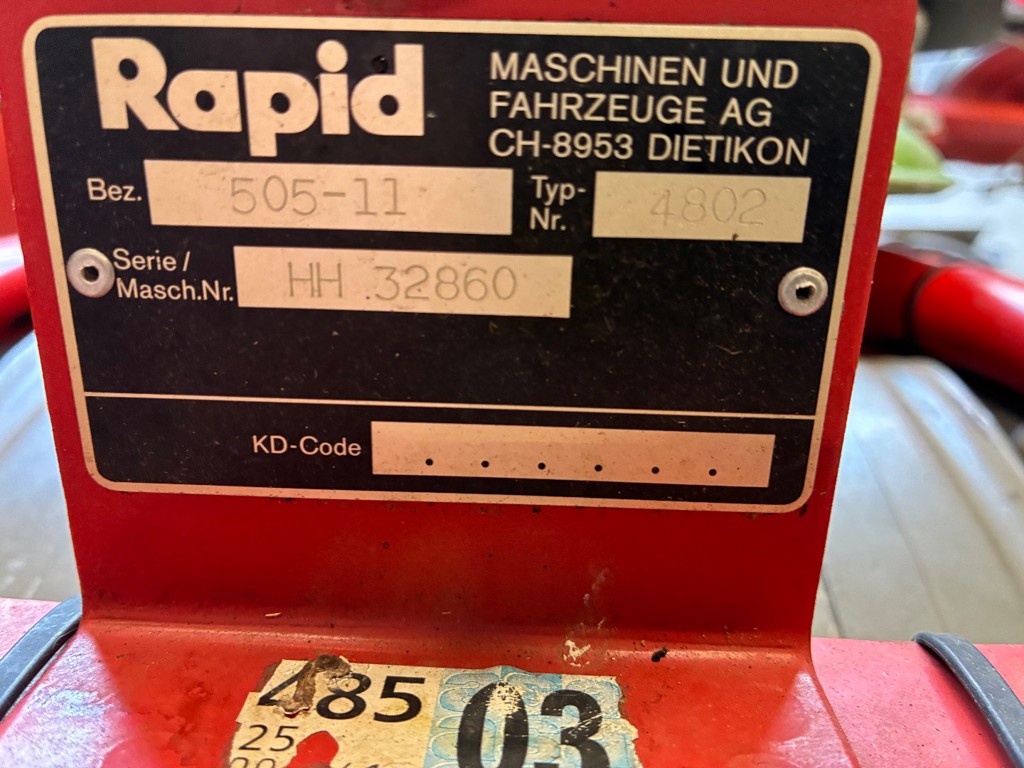 Rapid
MASCHINEN UND
FAHRZEUGE AG
CH-8953 DIETIKON
Bez. 505-11
Typ-
Nr. 4802
Serie /
Masch.Nr. HH 32860
KD-Code
485
03
25